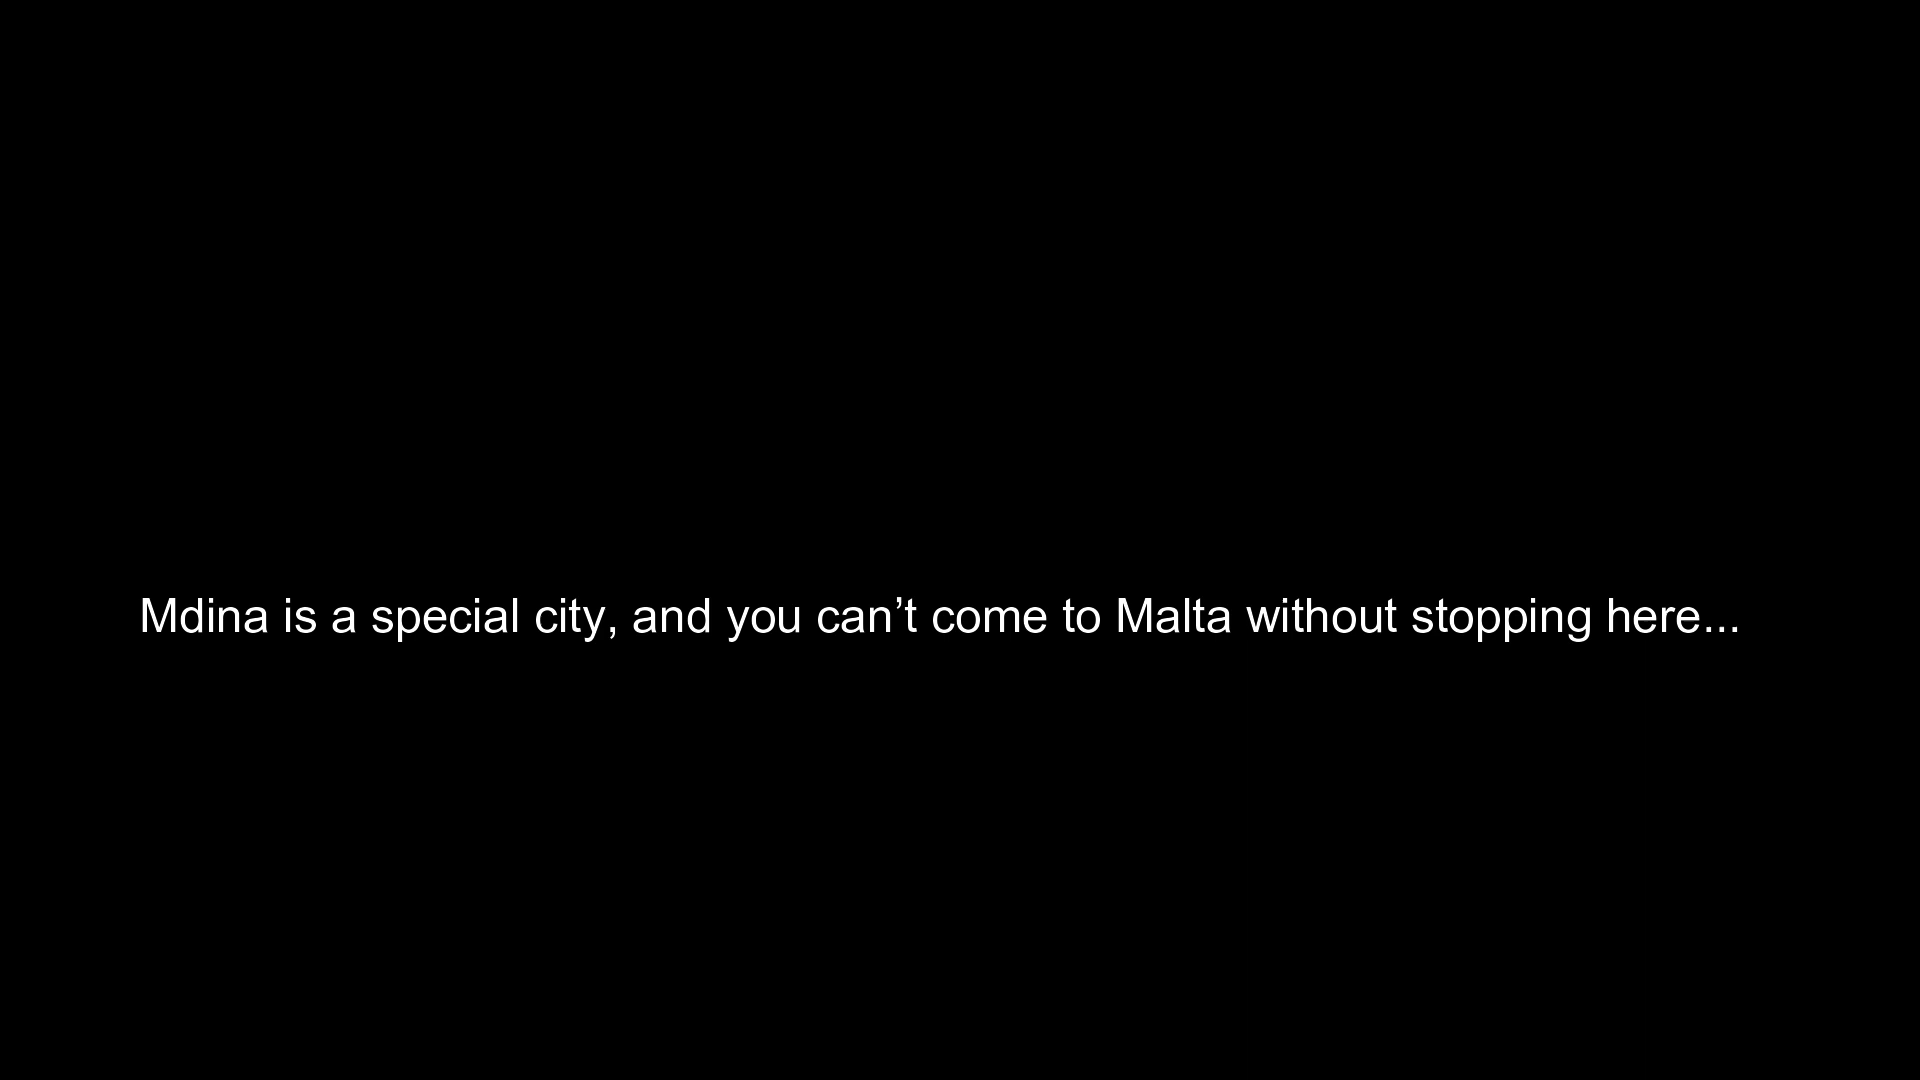 Mdina is a special city, and you can’t come to Malta without stopping here...